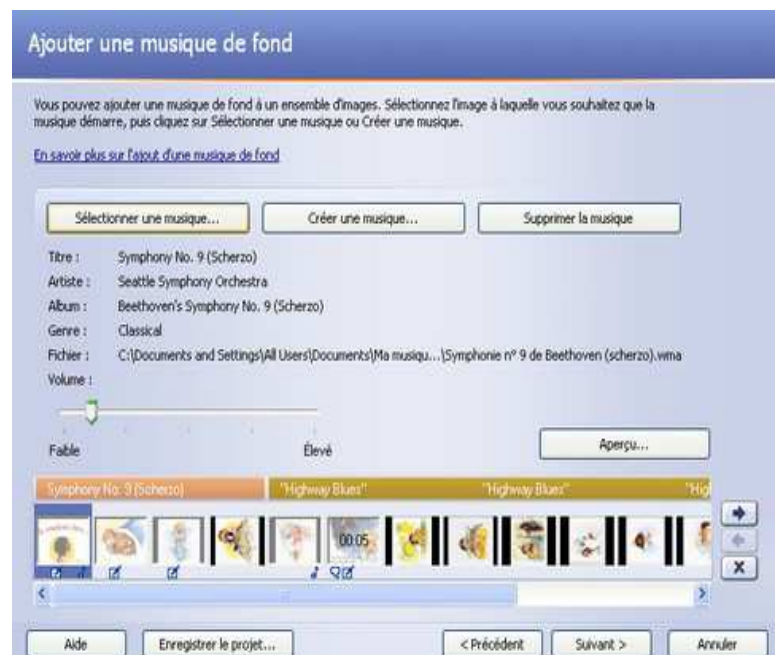 Ajouter une musique de fond
Vous pouvez ajouter une musique de fond à un ensemble d'images. Sélectionnez l'image à laquelle vous souhaitez que la
musique démarre, puis cliquez sur Sélectionner une musique ou Créer une musique.
En savoir plus sur l'ajout d'une musique de fond
Sélectionner une musique... Créer une musique... Supprimer la musique
Titre : Symphony No. 9 (Scherzo)
Artiste : Seattle Symphony Orchestra
Album : Beethoven's Symphony No. 9 (Scherzo)
Genre : Classical
Fichier : C:\Documents and Settings\All Users\Documents\Ma musiqu...\Symphonie n° 9 de Beethoven (scherzo).wma
Volume :
Faible Élevé Aperçu...
Symphony No. 9 (Scherzo) "Highway Blues" "Highway Blues" "Higl
00:05
Aide Enregistrer le projet... < Précédent Suivant > Annuler